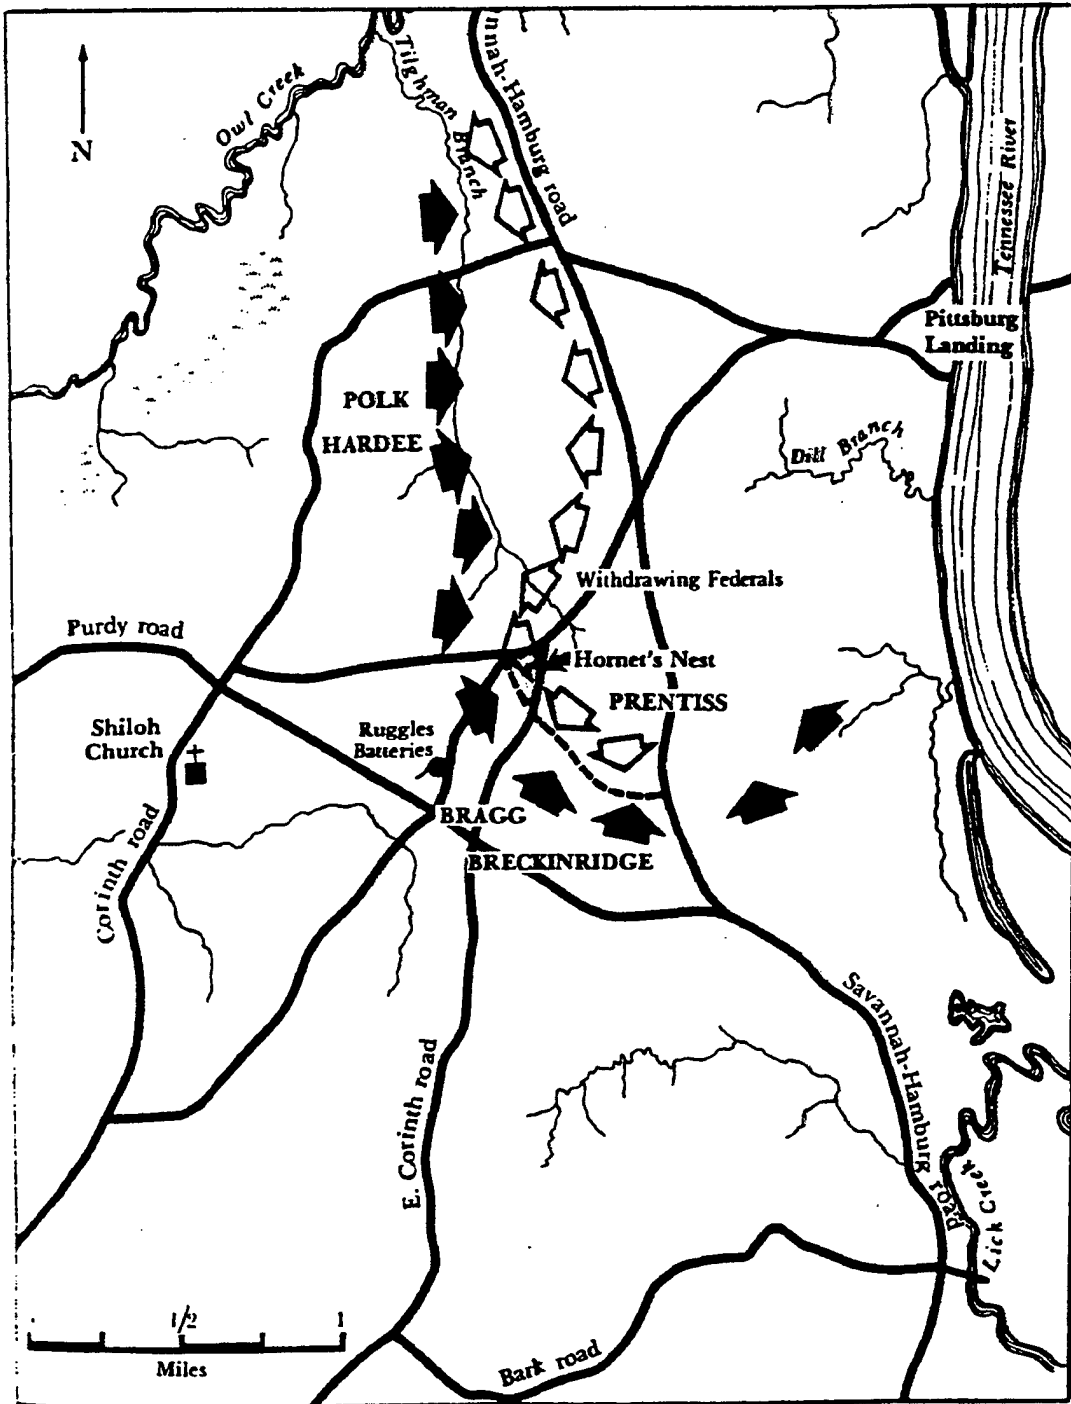 Owl Creek
Tilghman Branch
nnah-Hamburg road
N
Tennessee River
Pittsburg
Landing
POLK
HARDEE
Dill Branch
Withdrawing Federals
Purdy road
Hornet's Nest
PRENTISS
Shiloh
Church
Ruggles
Batteries
BRAGG
BRECKINRIDGE
Corinth road
E. Corinth road
Savannah-Hamburg road
Lick Creek
1/2
1
Miles
Bark road